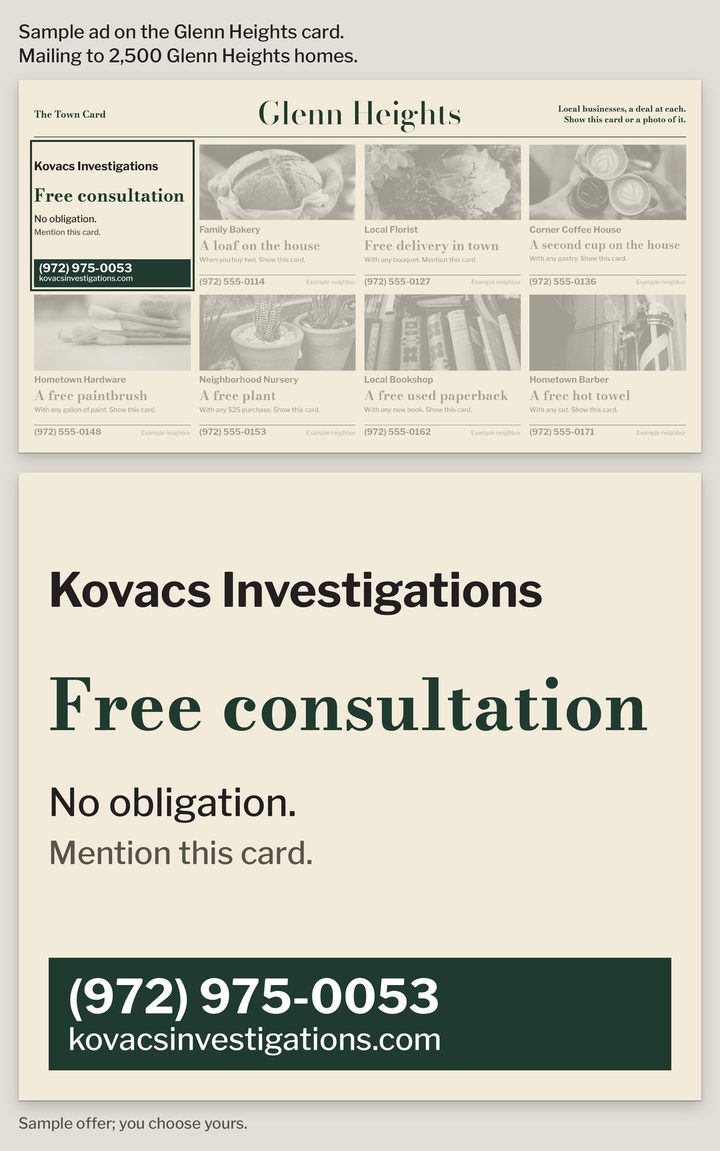 Sample ad on the Glenn Heights card.
Mailing to 2,500 Glenn Heights homes.
The Town Card
Glenn Heights
Local businesses, a deal at each.
Show this card or a photo of it.
Kovacs Investigations
Free consultation
No obligation.
Mention this card.
(972) 975-0053
kovacsinvestigations.com
Family Bakery
A loaf on the house
When you buy two. Show this card.
(972) 555-0114
Example neighbor
Local Florist
Free delivery in town
With any bouquet. Mention this card.
(972) 555-0127
Example neighbor
Corner Coffee House
A second cup on the house
With any pastry. Show this card.
(972) 555-0136
Example neighbor
Hometown Hardware
A free paintbrush
With any gallon of paint. Show this card.
(972) 555-0148
Example neighbor
Neighborhood Nursery
A free plant
With any $25 purchase. Show this card.
(972) 555-0153
Example neighbor
Local Bookshop
A free used paperback
With any new book. Show this card.
(972) 555-0162
Example neighbor
Hometown Barber
A free hot towel
With any cut. Show this card.
(972) 555-0171
Example neighbor
Kovacs Investigations
Free consultation
No obligation.
Mention this card.
(972) 975-0053
kovacsinvestigations.com
Sample offer; you choose yours.